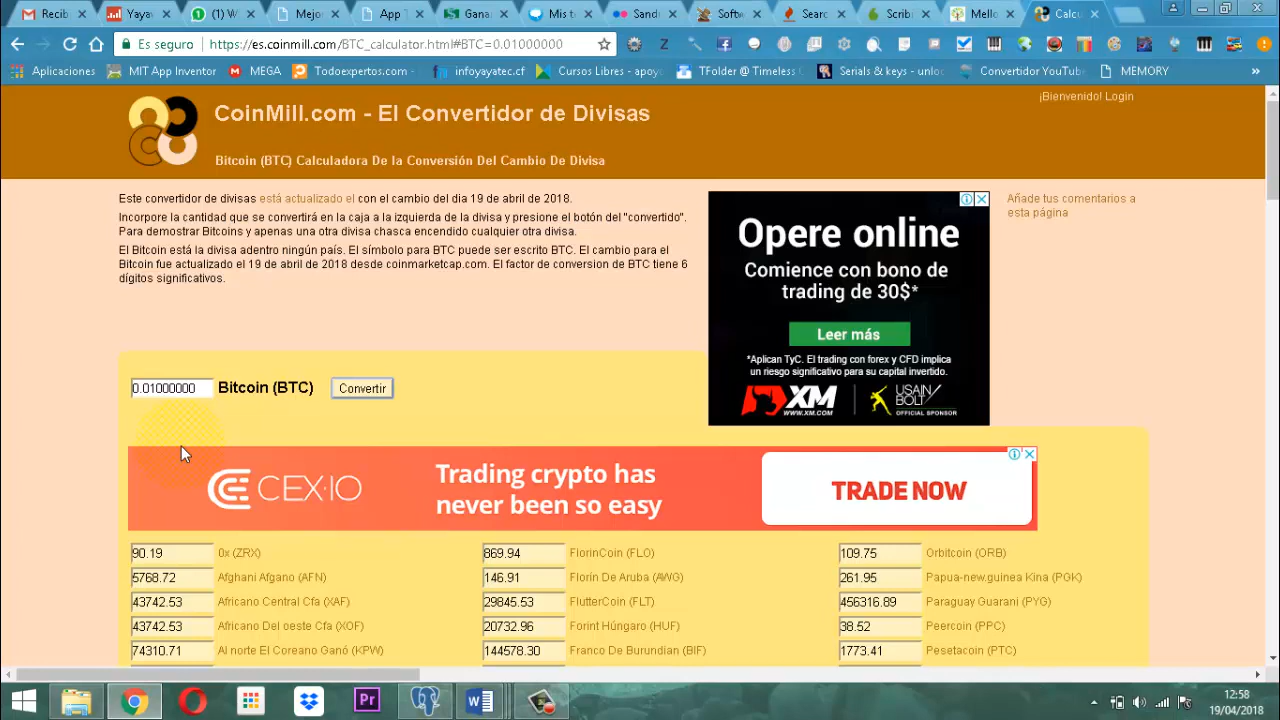 Recib
Yayat
(1) W
Mejo
App T
Gana
Mis t
Sand
Softw
Searc
Scrib
Mello
Calcu
Es seguro
https://es.coinmill.com/BTC_calculator.html#BTC=0.01000000
Aplicaciones
MIT App Inventor
MEGA
Todoexpertos.com -
infoyayatec.cf
Cursos Libres - apoy
TFolder @ Timeless
Serials & keys - unlo
Convertidor YouTub
MEMORY
»
CoinMill.com - El Convertidor de Divisas
¡Bienvenido! Login
Bitcoin (BTC) Calculadora De la Conversión Del Cambio De Divisa
Este convertidor de divisas está actualizado el con el cambio del dia 19 de abril de 2018.
Incorpore la cantidad que se convertirá en la caja a la izquierda de la divisa y presione el botón del "convertido".
Para demostrar Bitcoins y apenas una otra divisa chasca encendido cualquier otra divisa.
El Bitcoin está la divisa adentro ningún país. El símbolo para BTC puede ser escrito BTC. El cambio para el
Bitcoin fue actualizado el 19 de abril de 2018 desde coinmarketcap.com. El factor de conversion de BTC tiene 6
dígitos significativos.
Opere online
Comience con bono de
trading de 30$*
Leer más
*Aplican TyC. El trading con forex y CFD implica
un riesgo significativo para su capital invertido.
XM
WWW.XM.COM
USAIN
BOLT
OFFICIAL SPONSOR
Añade tus comentarios a
esta página
0.01000000 Bitcoin (BTC) Convertir
CEX.IO
Trading crypto has
never been so easy
TRADE NOW
90.19 0x (ZRX) 869.94 FlorinCoin (FLO) 109.75 Orbitcoin (ORB)
5768.72 Afghani Afgano (AFN) 146.91 Florín De Aruba (AWG) 261.95 Papua-new.guinea Kina (PGK)
43742.53 Africano Central Cfa (XAF) 29845.53 FlutterCoin (FLT) 456316.89 Paraguay Guarani (PYG)
43742.53 Africano Del oeste Cfa (XOF) 20732.96 Forint Húngaro (HUF) 38.52 Peercoin (PPC)
74310.71 Al norte El Coreano Ganó (KPW) 144578.30 Franco De Burundian (BIF) 1773.41 Pesetacoin (PTC)
Pr
12:58
19/04/2018